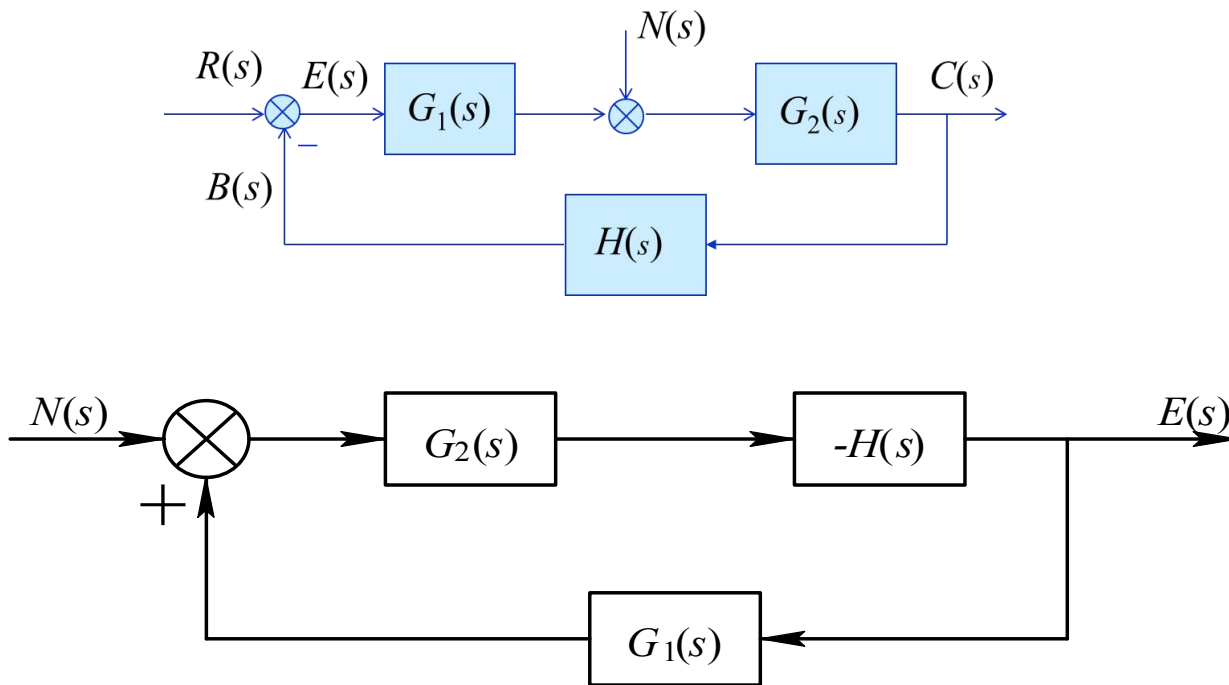 N(s)
R(s)
E(s)
G₁(s)
G₂(s)
C(s)
−
B(s)
H(s)
N(s)
G₂(s)
-H(s)
E(s)
+
G₁(s)